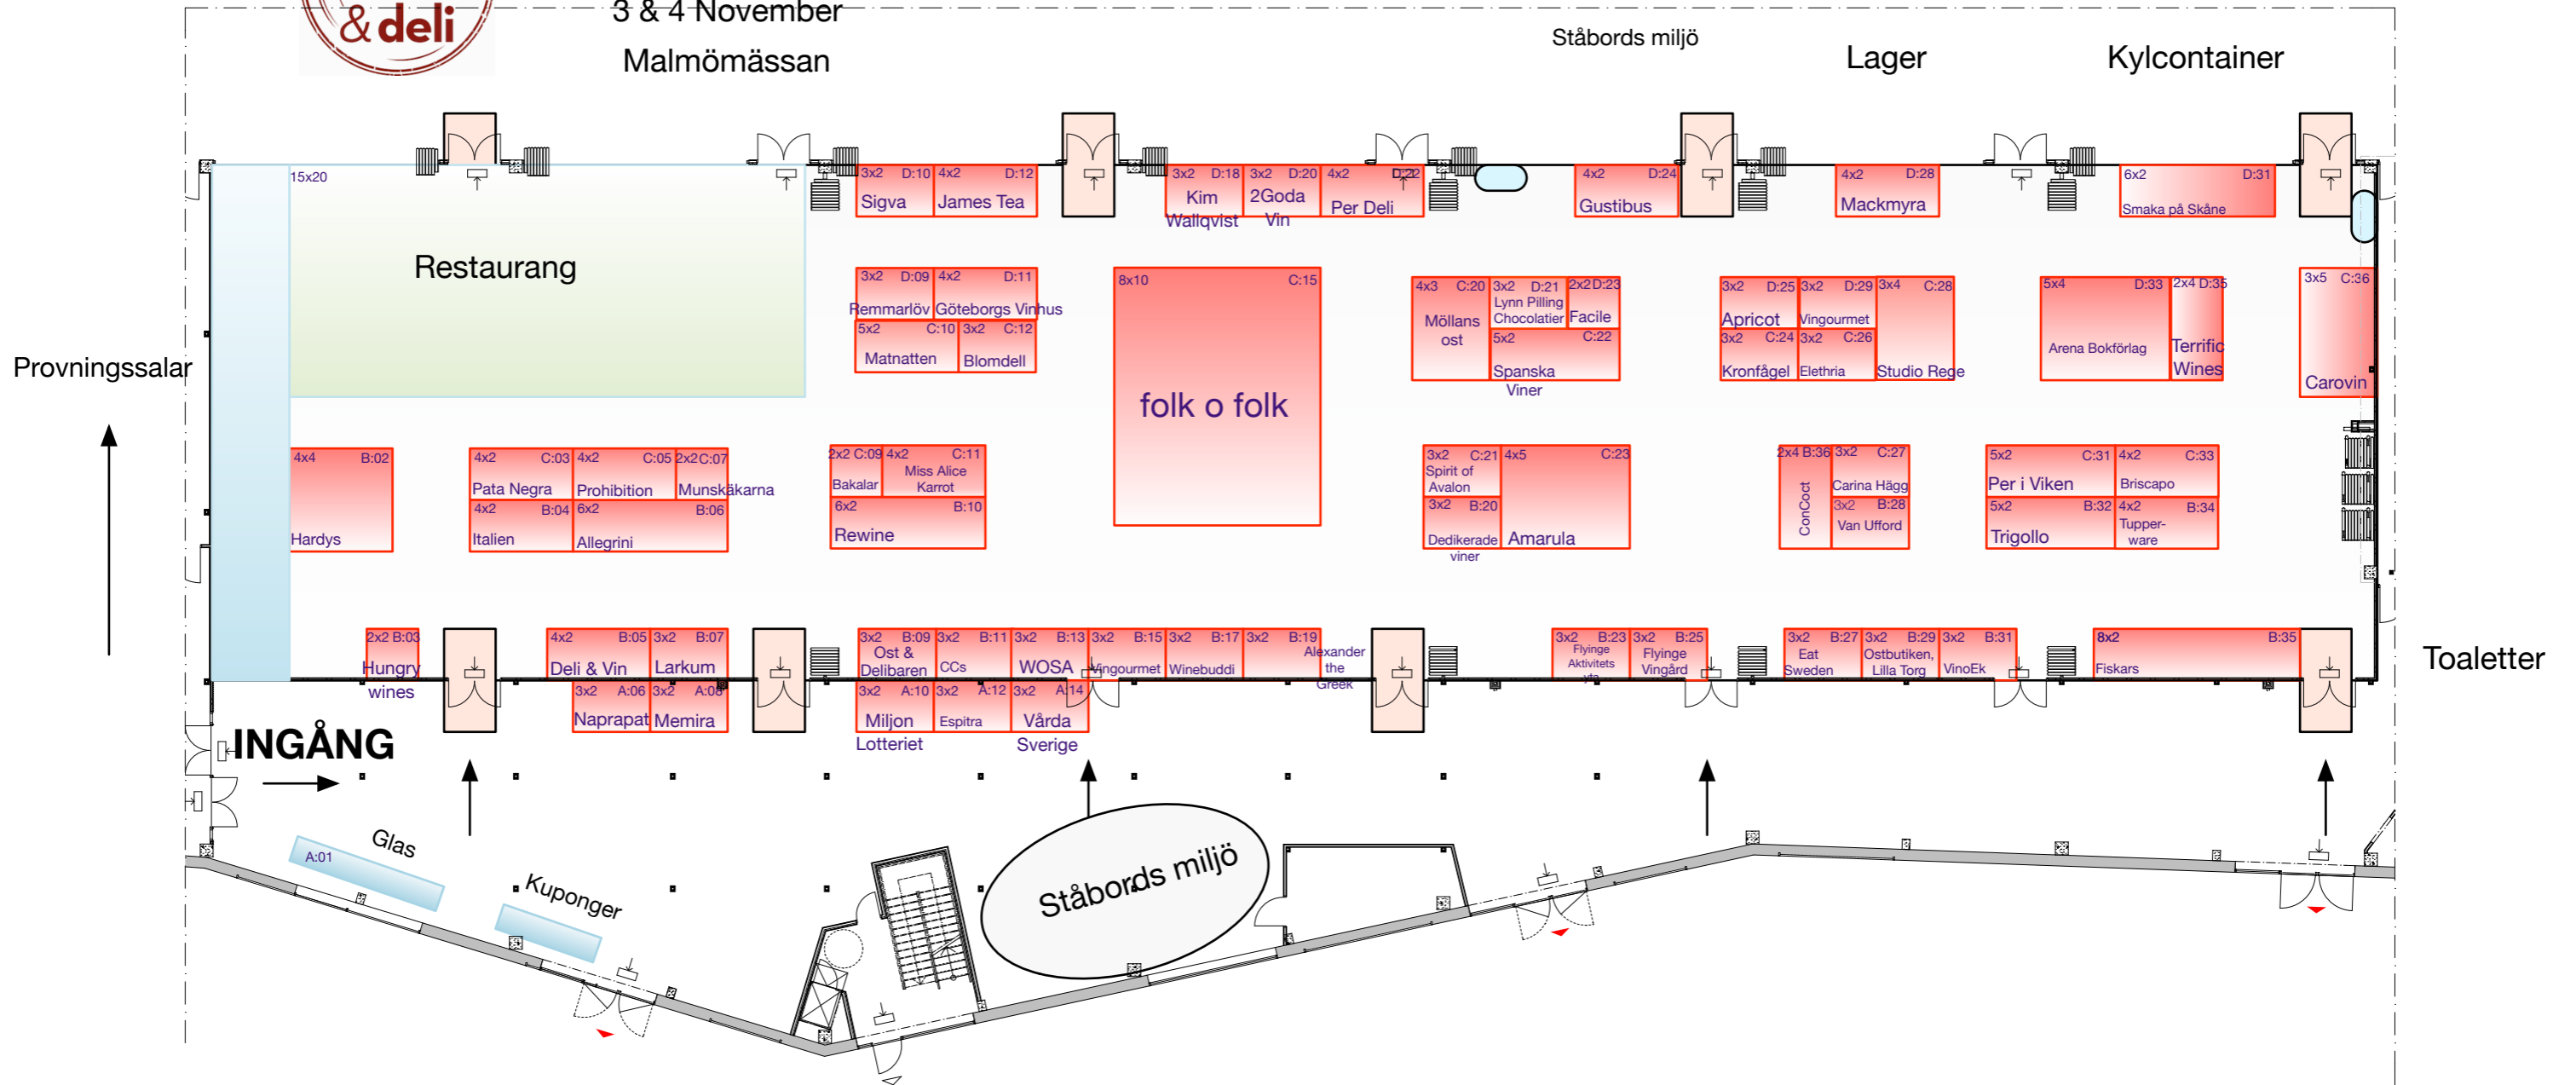 & deli
3 & 4 November
Malmömässan
Ståbords miljö
Lager
Kylcontainer
15x20
Restaurang
Provningssalar
3x2 D:10
Sigva
4x2 D:12
James Tea
3x2 D:18
Kim
Wallqvist
3x2 D:20
2Goda
Vin
4x2
Per Deli
4x2 D:24
Gustibus
4x2 D:28
Mackmyra
6x2 D:31
Smaka på Skåne
3x2 D:09
Remmarlöv
4x2 D:11
Göteborgs Vinhus
5x2 C:10
Matnatten
3x2 C:12
Blomdell
8x10 C:15
folk o folk
4x3 C:20
Möllans
ost
3x2 D:21
Lynn Pilling
Chocolatier
2x2 D:23
Facile
5x2 C:22
Spanska
Viner
3x2 D:25
Apricot
3x2 D:29
Vingourmet
3x4 C:28
Studio Rege
3x2 C:24
Kronfågel
3x2 C:26
Elethria
5x4 D:33
Arena Bokförlag
2x4 D:35
Terrific
Wines
3x5 C:36
Carovin
4x4 B:02
Hardys
4x2 C:03
Pata Negra
4x2 C:05
Prohibition
2x2 C:07
Munskäkarna
4x2 B:04
Italien
6x2 B:06
Allegrini
2x2 C:09
Bakalar
4x2 C:11
Miss Alice
Karrot
6x2 B:10
Rewine
3x2 C:21
Spirit of
Avalon
3x2 B:20
Dedikerade
viner
4x5 C:23
Amarula
2x4 B:36
ConCoct
3x2 C:27
Carina Hägg
3x2 B:28
Van Ufford
5x2 C:31
Per i Viken
4x2 C:33
Briscapo
5x2 B:32
Trigollo
4x2 B:34
Tupper-
ware
2x2 B:03
Hungry
wines
4x2 B:05
Deli & Vin
3x2 B:07
Larkum
3x2 B:09
Ost &
Delibaren
3x2 B:11
CCs
3x2 B:13
WOSA
3x2 B:15
Vingourmet
3x2 B:17
Winebuddi
3x2 B:19
Alexander
the
Greek
3x2 B:23
Flyinge
Aktivitets
yta
3x2 B:25
Flyinge
Vingård
3x2 B:27
Eat
Sweden
3x2 B:29
Ostbutiken,
Lilla Torg
3x2 B:31
VinoEk
8x2 B:35
Fiskars
Toaletter
3x2 A:06
Naprapat
3x2 A:08
Memira
3x2 A:10
Miljon
Lotteriet
3x2 A:12
Espitra
3x2 A:14
Vårda
Sverige
INGÅNG
Glas
A:01
Kuponger
Ståbords miljö